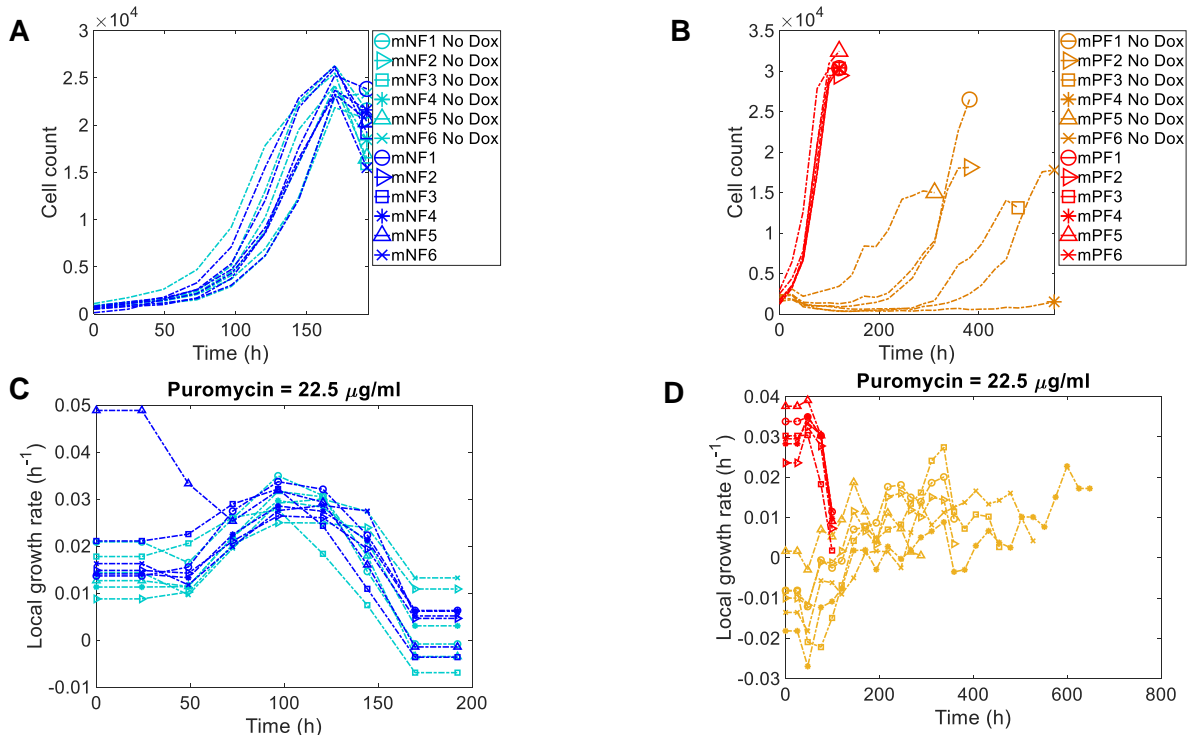 A
×10⁴
3
2.5
2
1.5
1
0.5
0
0
50
100
150
Cell count
Time (h)
mNF1 No Dox
mNF2 No Dox
mNF3 No Dox
mNF4 No Dox
mNF5 No Dox
mNF6 No Dox
mNF1
mNF2
mNF3
mNF4
mNF5
mNF6
B
×10⁴
3.5
3
2.5
2
1.5
1
0.5
0
0
200
400
Cell count
Time (h)
mPF1 No Dox
mPF2 No Dox
mPF3 No Dox
mPF4 No Dox
mPF5 No Dox
mPF6 No Dox
mPF1
mPF2
mPF3
mPF4
mPF5
mPF6
C
Puromycin = 22.5 μg/ml
0.05
0.04
0.03
0.02
0.01
0
-0.01
0
50
100
150
200
Local growth rate (h⁻¹)
Time (h)
D
Puromycin = 22.5 μg/ml
0.04
0.03
0.02
0.01
0
-0.01
-0.02
-0.03
0
200
400
600
800
Local growth rate (h⁻¹)
Time (h)